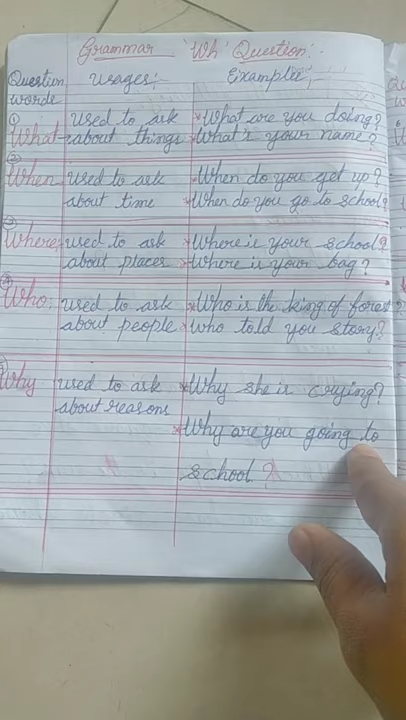 Grammar 'Wh' Question:-
Question words Usages:- Example:-
① What used to ask about things
* What are you doing?
* What's your name?
② When used to ask about time
* When do you get up?
* When do you go to school?
③ Where used to ask about places
* Where is your school?
* Where is your bag?
④ Who used to ask about people
* Who is the king of forest?
* who told you story?
⑤ Why used to ask about reasons
* Why she is crying?
* Why are you going to
school?